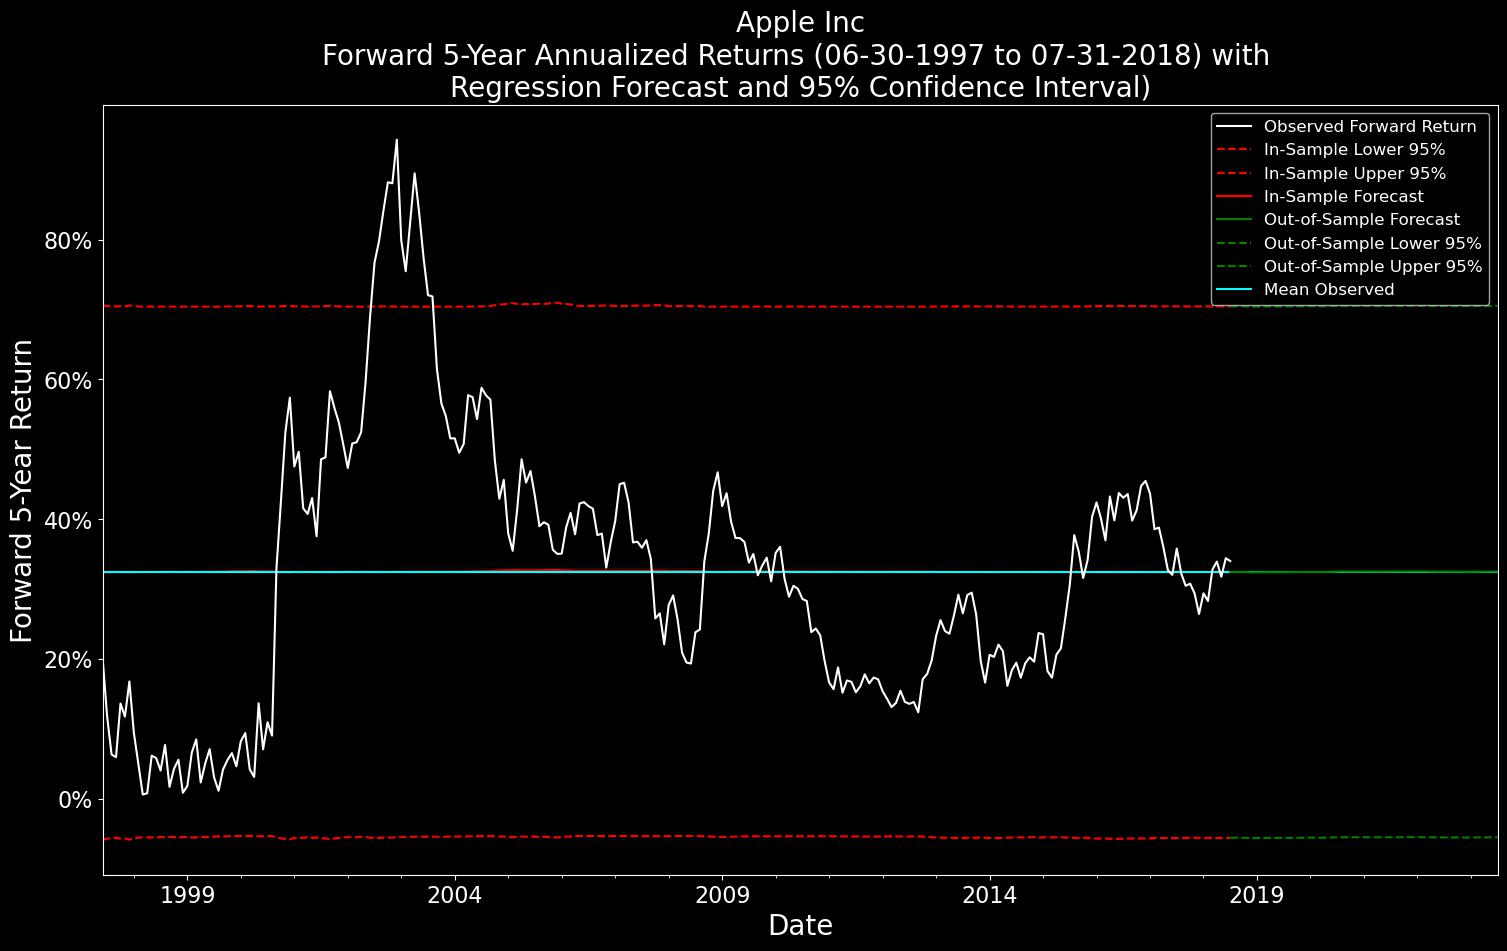 Apple Inc
Forward 5-Year Annualized Returns (06-30-1997 to 07-31-2018) with
Regression Forecast and 95% Confidence Interval)
Observed Forward Return
In-Sample Lower 95%
In-Sample Upper 95%
In-Sample Forecast
Out-of-Sample Forecast
Out-of-Sample Lower 95%
Out-of-Sample Upper 95%
Mean Observed
Forward 5-Year Return
80%
60%
40%
20%
0%
1999
2004
2009
2014
2019
Date